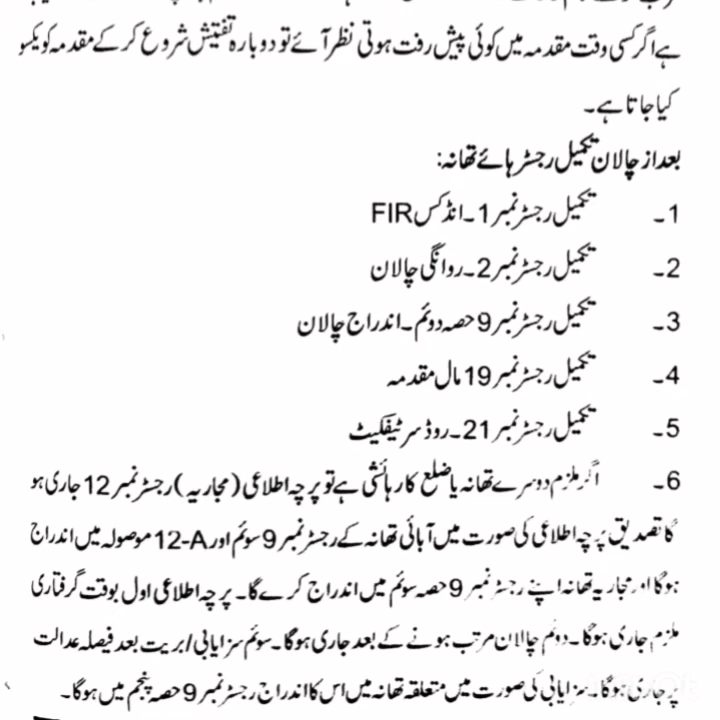 ہے اگر کسی وقت مقدمہ میں کوئی پیش رفت ہوتی نظر آئے تو دوبارہ تفتیش شروع کر کے مقدمہ کو یکسو
کیا جاتا ہے۔
بعد از چالان تکمیل رجسٹر ہائے تھانہ:
1۔ تکمیل رجسٹر نمبر 1۔ انڈکس FIR
2۔ تکمیل رجسٹر نمبر 2۔ روانگی چالان
3۔ تکمیل رجسٹر نمبر 9 حصہ دوئم۔ اندراج چالان
4۔ تکمیل رجسٹر نمبر 19 مال مقدمہ
5۔ تکمیل رجسٹر نمبر 21۔ روڈ سرٹیفکیٹ
6۔ اگر ملزم دوسرے تھانہ یا ضلع کا رہائشی ہے تو پرچہ اطلاعی (مجاریہ) رجسٹر نمبر 12 جاری ہو
گا تصدیق پرچہ اطلاعی کی صورت میں آبائی تھانہ کے رجسٹر نمبر 9 سوئم اور 12-A موصولہ میں اندراج
ہوگا اور مجاریہ تھانہ اپنے رجسٹر نمبر 9 حصہ سوئم میں اندراج کرے گا۔ پرچہ اطلاعی اول بوقت گرفتاری
ملزم جاری ہوگا۔ دوئم چالان مرتب ہونے کے بعد جاری ہوگا۔ سوئم سزایابی/بریت بعد فیصلہ عدالت
پر جاری ہوگا۔ سزایابی کی صورت میں متعلقہ تھانہ میں اس کا اندراج رجسٹر نمبر 9 حصہ پنجم میں ہوگا۔